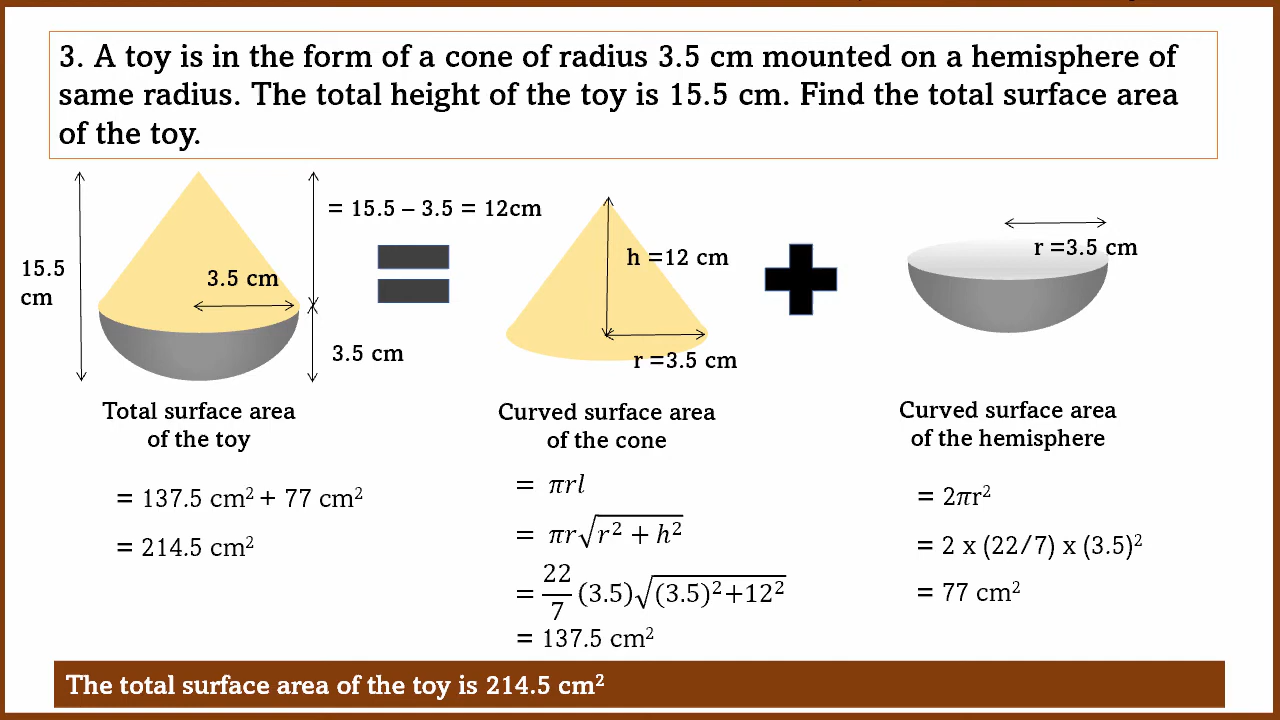 3. A toy is in the form of a cone of radius 3.5 cm mounted on a hemisphere of
same radius. The total height of the toy is 15.5 cm. Find the total surface area
of the toy.
= 15.5 – 3.5 = 12cm
15.5
cm
3.5 cm
3.5 cm
h =12 cm
r =3.5 cm
r =3.5 cm
Total surface area
of the toy
= 137.5 cm² + 77 cm²
= 214.5 cm²
Curved surface area
of the cone
= πrl
= πr√(r² + h²)
= 22/7 (3.5)√((3.5)²+12²)
= 137.5 cm²
Curved surface area
of the hemisphere
= 2πr²
= 2 x (22/7) x (3.5)²
= 77 cm²
The total surface area of the toy is 214.5 cm²